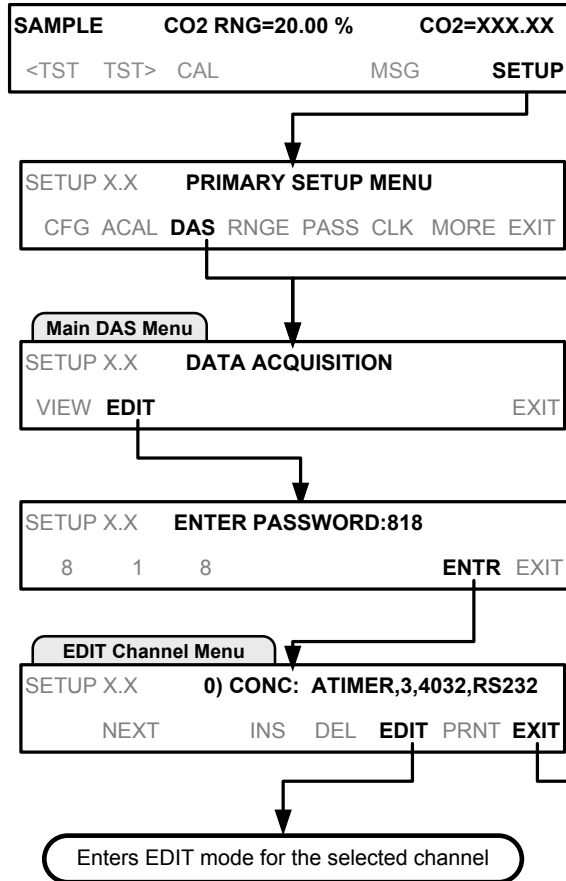 SAMPLE CO2 RNG=20.00 % CO2=XXX.XX
<TST TST> CAL MSG SETUP
SETUP X.X PRIMARY SETUP MENU
CFG ACAL DAS RNGE PASS CLK MORE EXIT
Main DAS Menu
SETUP X.X DATA ACQUISITION
VIEW EDIT EXIT
SETUP X.X ENTER PASSWORD:818
8 1 8 ENTR EXIT
EDIT Channel Menu
SETUP X.X 0) CONC: ATIMER,3,4032,RS232
NEXT INS DEL EDIT PRNT EXIT
Enters EDIT mode for the selected channel